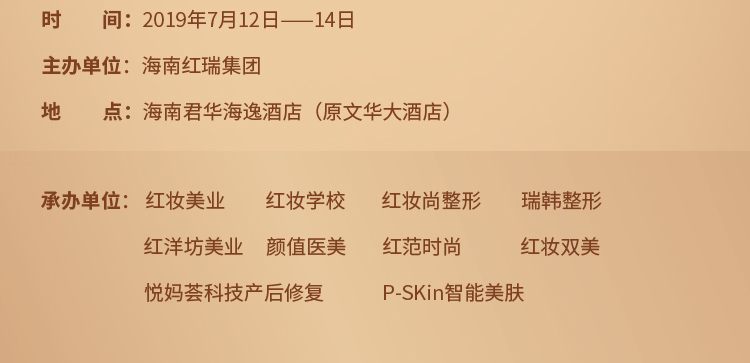 时　　间：2019年7月12日——14日
主办单位：海南红瑞集团
地　　点：海南君华海逸酒店（原文华大酒店）
承办单位： 红妆美业　　红妆学校　　红妆尚整形　　瑞韩整形
红洋坊美业　颜值医美　　红范时尚　　红妆双美
悦妈荟科技产后修复　　P-SKin智能美肤